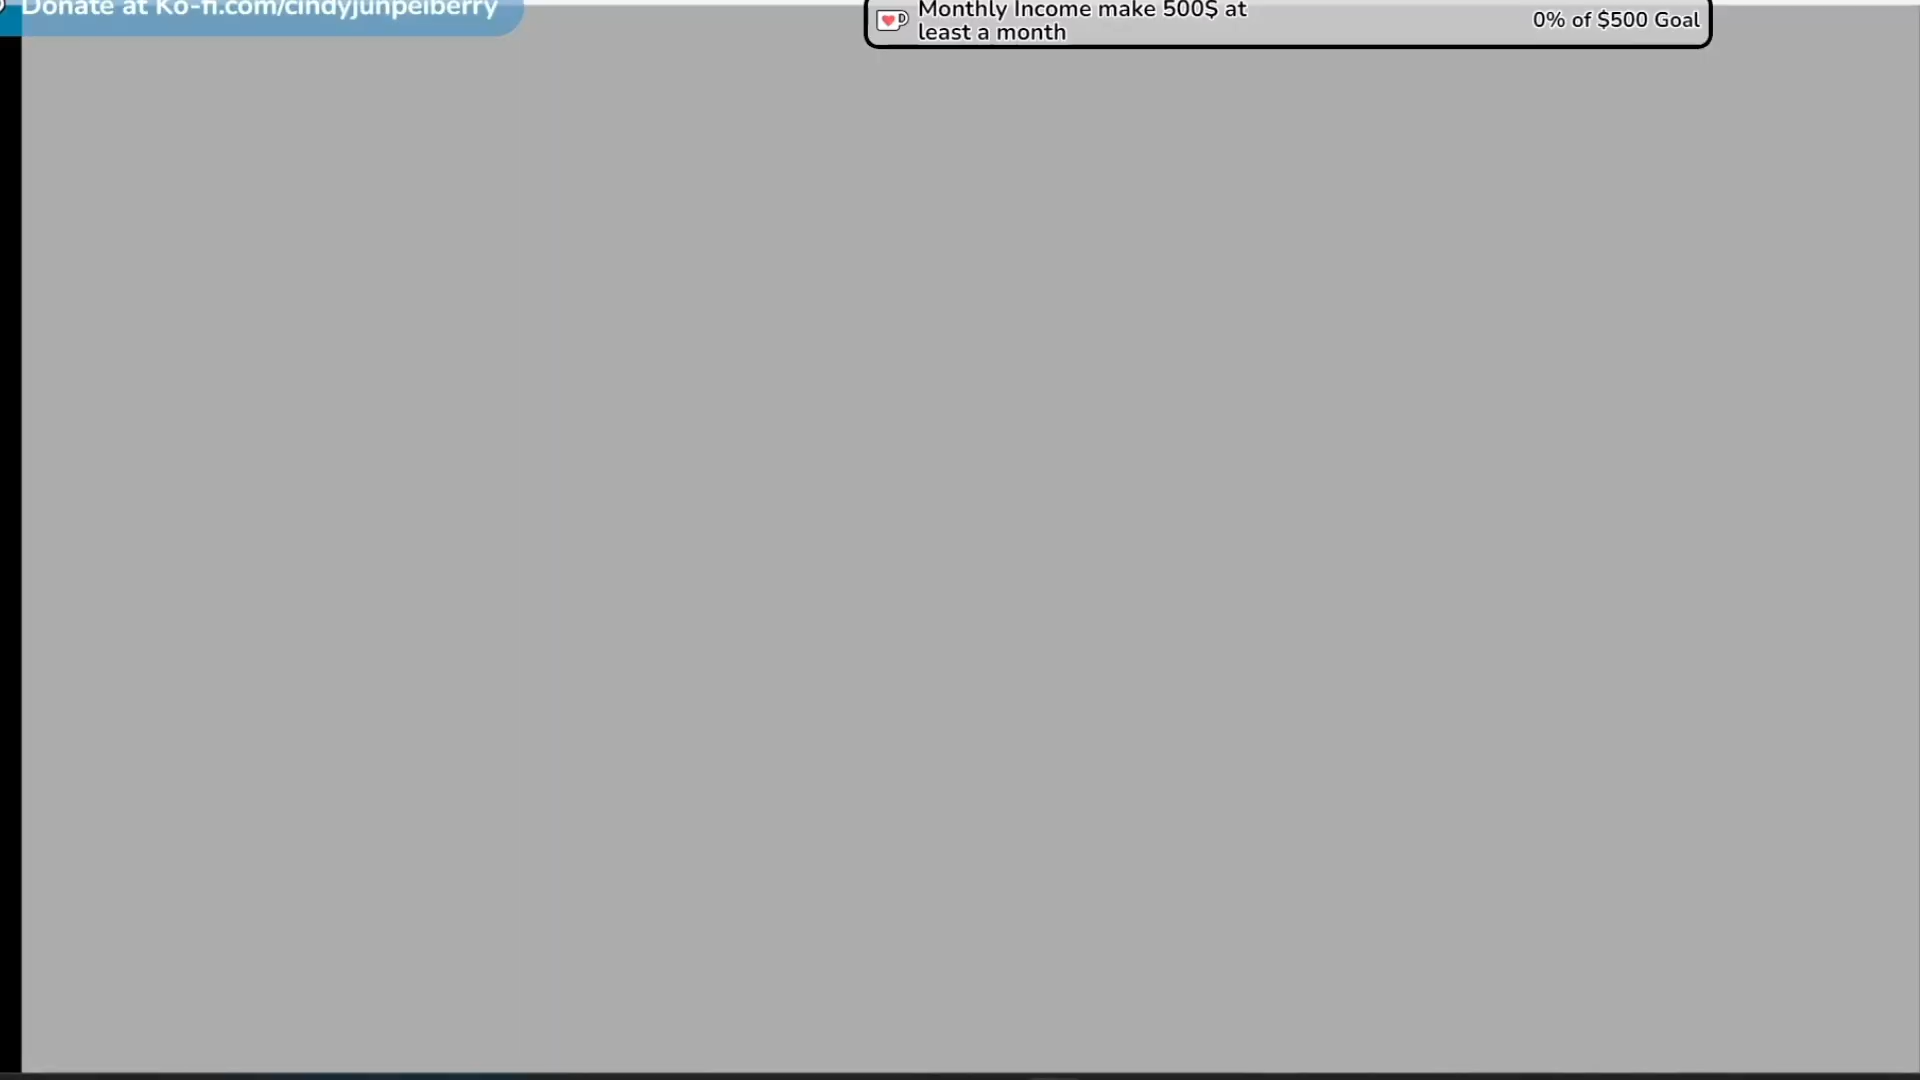 Donate at Ko-fi.com/cindyjunpeiberry
Monthly Income make 500$ at
least a month
0% of $500 Goal